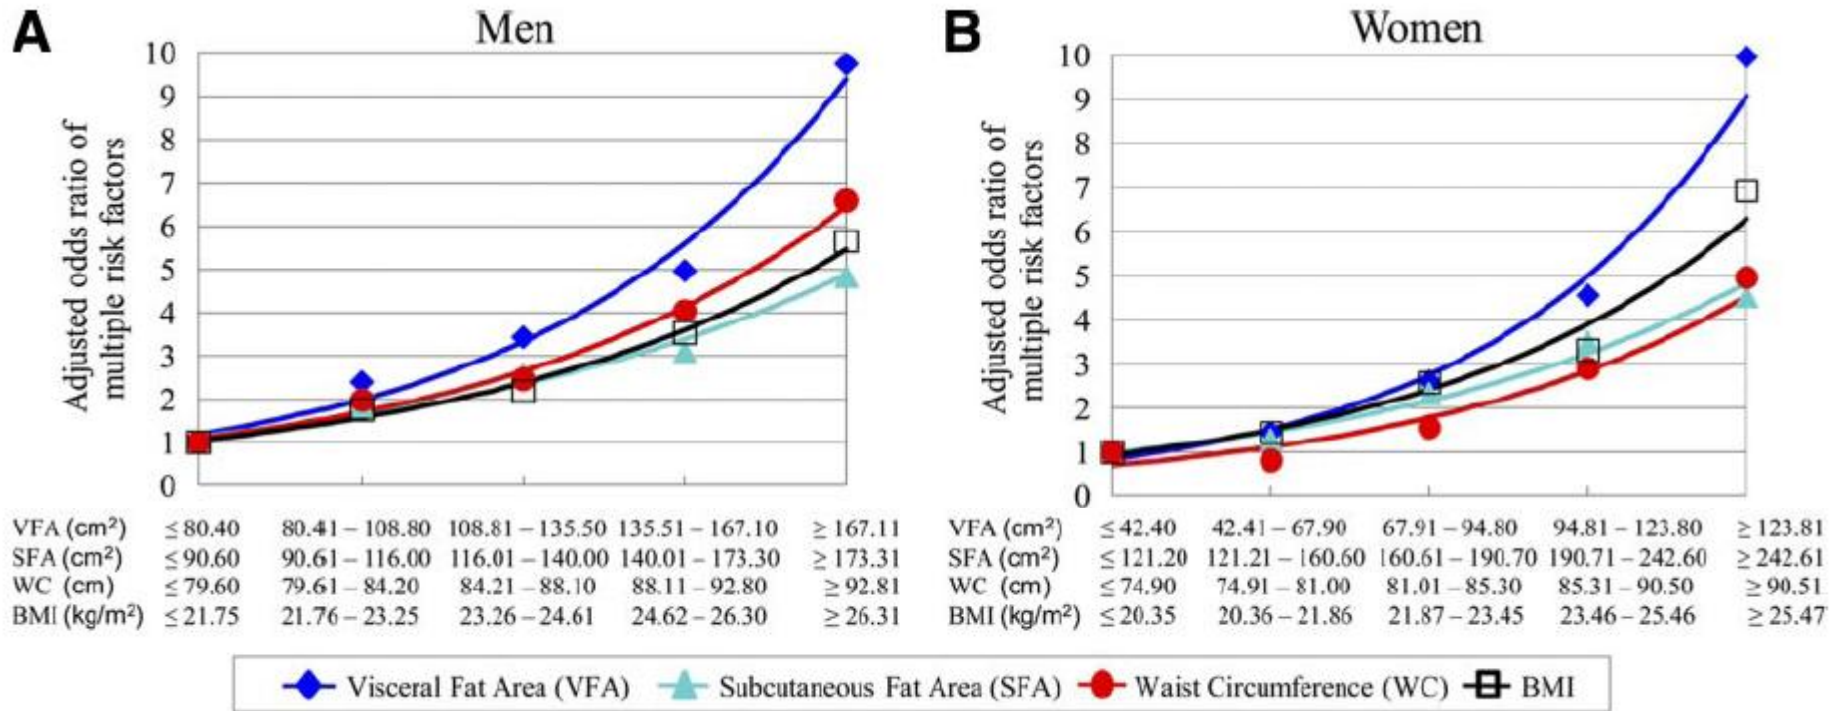 A Men
Adjusted odds ratio of
multiple risk factors
10
9
8
7
6
5
4
3
2
1
0
VFA (cm²) ≤ 80.40 80.41 – 108.80 108.81 – 135.50 135.51 – 167.10 ≥ 167.11
SFA (cm²) ≤ 90.60 90.61 – 116.00 116.01 – 140.00 140.01 – 173.30 ≥ 173.31
WC (cm) ≤ 79.60 79.61 – 84.20 84.21 – 88.10 88.11 – 92.80 ≥ 92.81
BMI (kg/m²) ≤ 21.75 21.76 – 23.25 23.26 – 24.61 24.62 – 26.30 ≥ 26.31
B Women
Adjusted odds ratio of
multiple risk factors
10
9
8
7
6
5
4
3
2
1
0
VFA (cm²) ≤ 42.40 42.41 – 67.90 67.91 – 94.80 94.81 – 123.80 ≥ 123.81
SFA (cm²) ≤ 121.20 121.21 – 160.60 160.61 – 190.70 190.71 – 242.60 ≥ 242.61
WC (cm) ≤ 74.90 74.91 – 81.00 81.01 – 85.30 85.31 – 90.50 ≥ 90.51
BMI (kg/m²) ≤ 20.35 20.36 – 21.86 21.87 – 23.45 23.46 – 25.46 ≥ 25.47
Visceral Fat Area (VFA) Subcutaneous Fat Area (SFA) Waist Circumference (WC) BMI